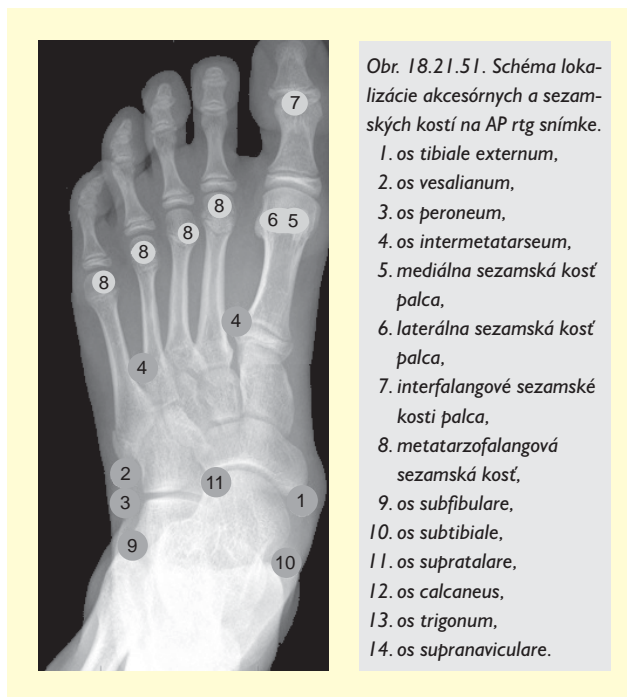 7
8
6 5
8
8
8
4
4
2
11
3
1
9
10
Obr. 18.21.51. Schéma loka-
lizácie akcesórnych a sezam-
ských kostí na AP rtg snímke.
1. os tibiale externum,
2. os vesalianum,
3. os peroneum,
4. os intermetatarseum,
5. mediálna sezamská kosť
palca,
6. laterálna sezamská kosť
palca,
7. interfalangové sezamské
kosti palca,
8. metatarzofalangová
sezamská kosť,
9. os subfibulare,
10. os subtibiale,
11. os supratalare,
12. os calcaneus,
13. os trigonum,
14. os supranaviculare.